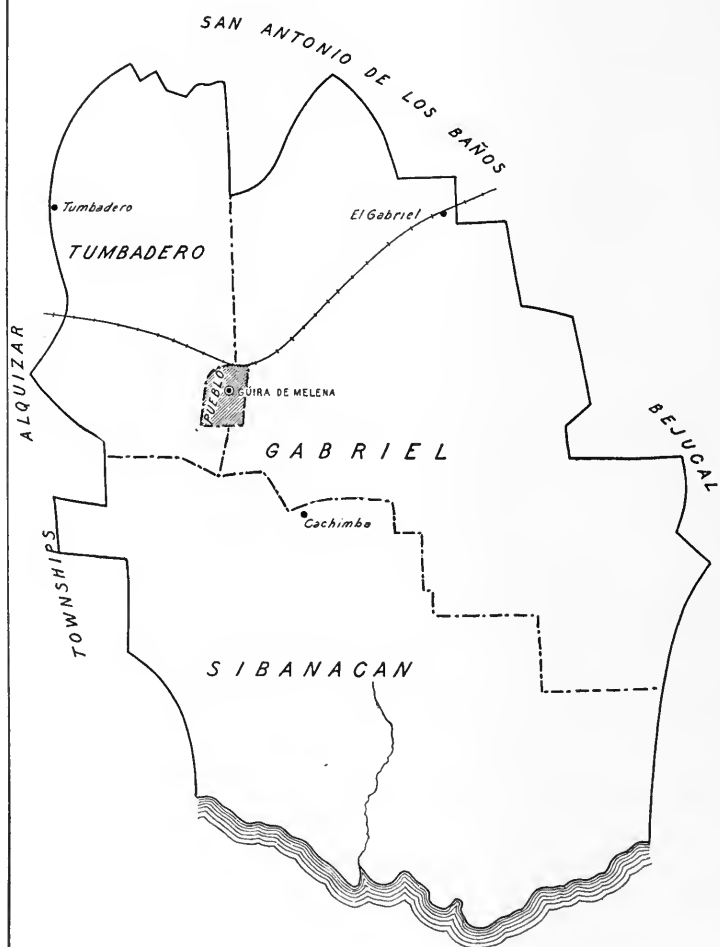 SAN ANTONIO DE LOS BAÑOS
Tumbadero
El Gabriel
TUMBADERO
ALQUIZAR
PUEBLO
GÜIRA DE MELENA
BEJUCAL
GABRIEL
Cachimba
TOWNSHIPS
SIBANACAN